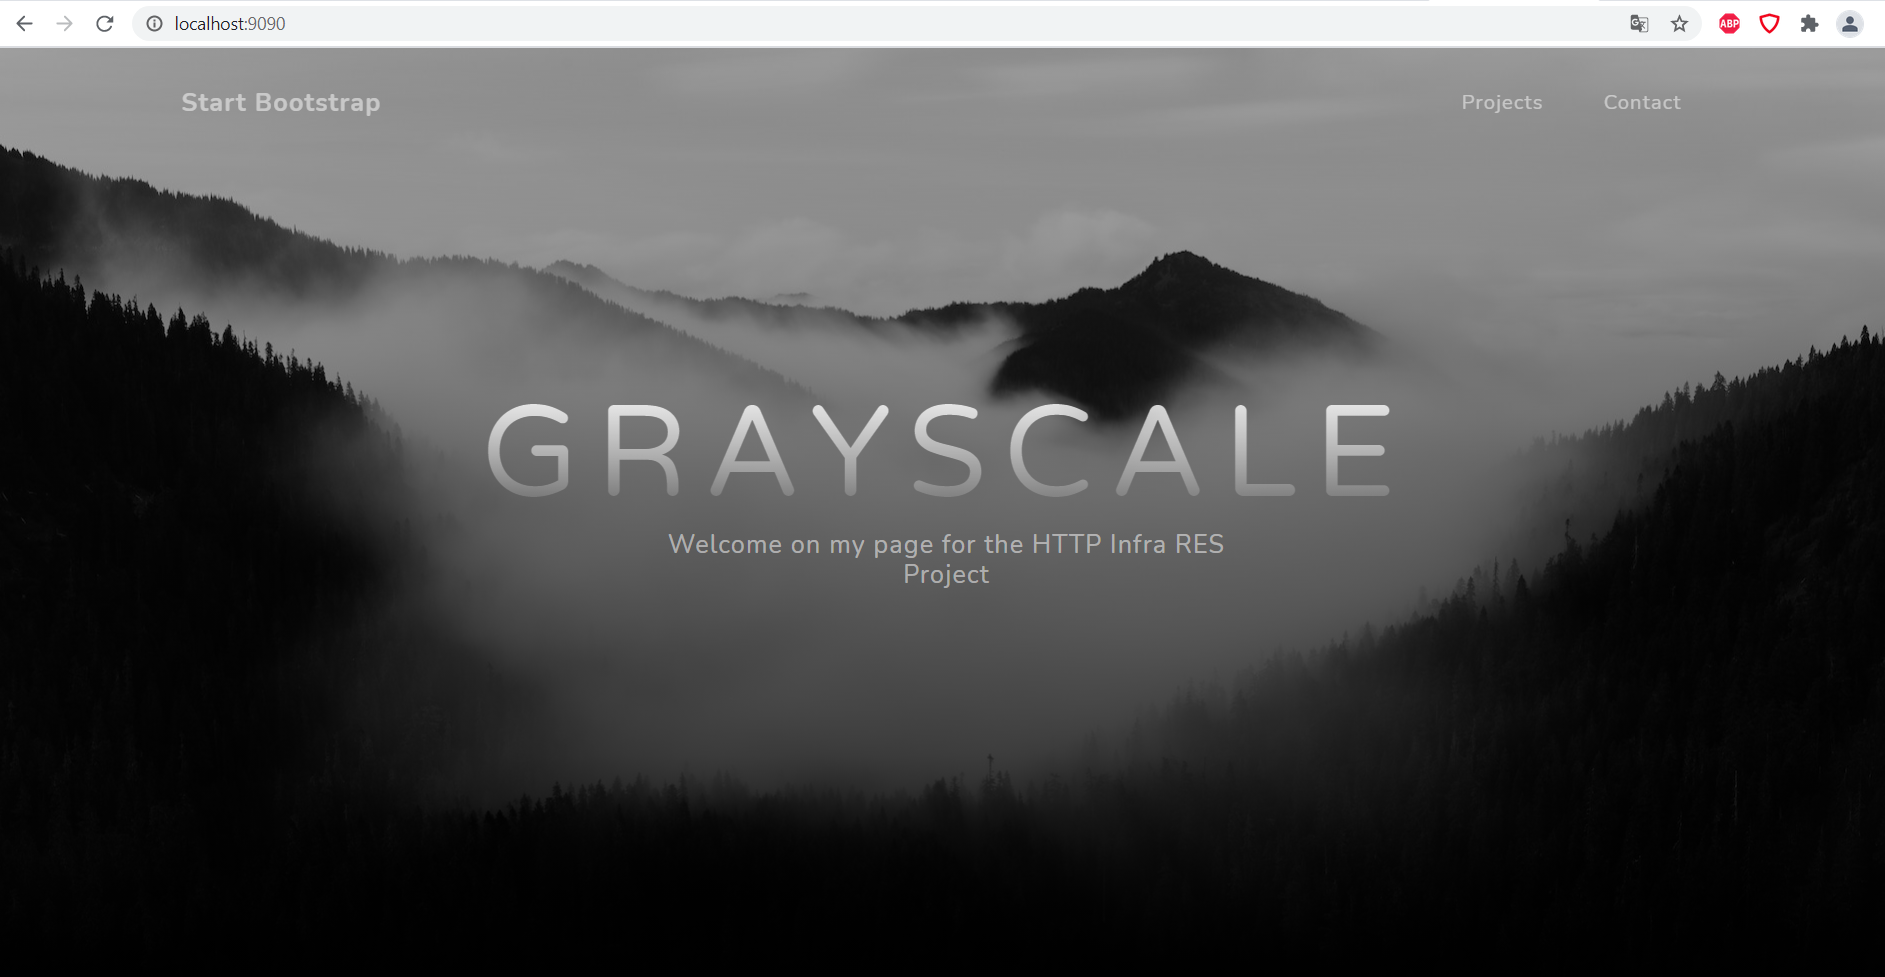 localhost:9090
ABP
Start Bootstrap
Projects
Contact
GRAYSCALE
Welcome on my page for the HTTP Infra RES
Project